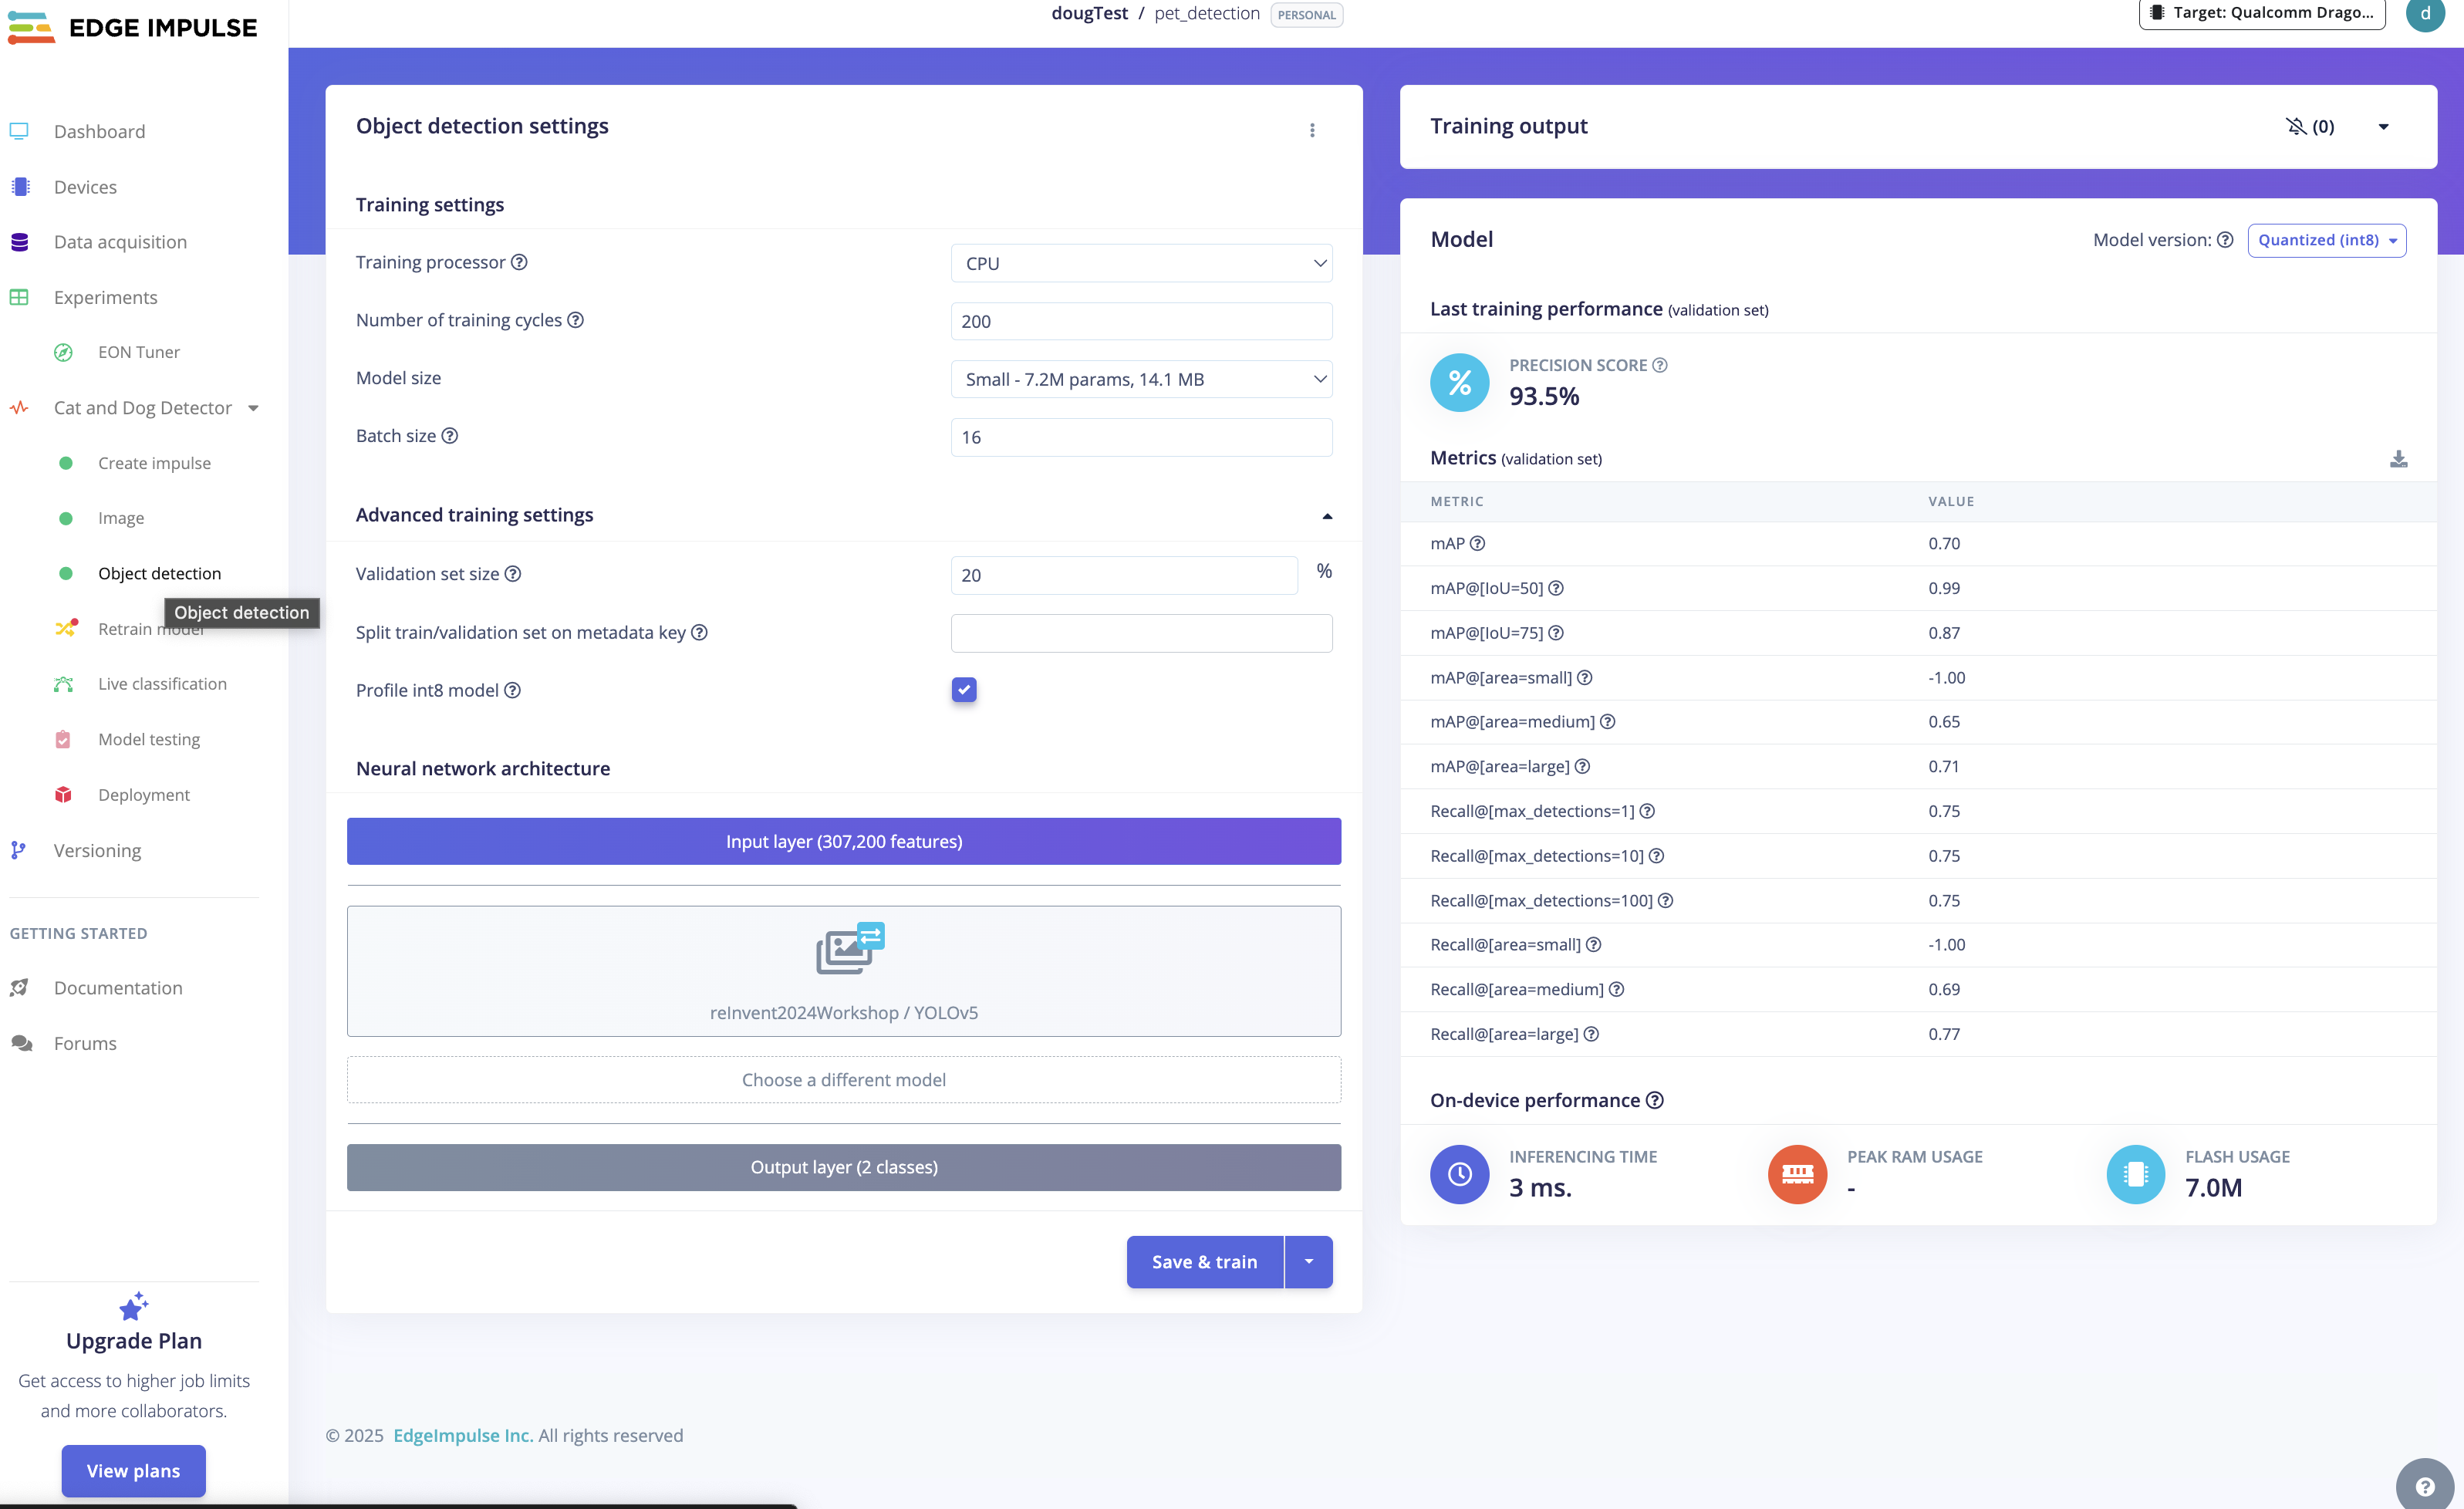 EDGE IMPULSE
dougTest / pet_detection PERSONAL
Target: Qualcomm Drago...
d
Dashboard
Devices
Data acquisition
Experiments
EON Tuner
Cat and Dog Detector
Create impulse
Image
Object detection
Object detection
Retrain model
Live classification
Model testing
Deployment
Versioning
GETTING STARTED
Documentation
Forums
Upgrade Plan
Get access to higher job limits
and more collaborators.
View plans
Object detection settings
Training settings
Training processor ? CPU
Number of training cycles ? 200
Model size Small - 7.2M params, 14.1 MB
Batch size ? 16
Advanced training settings
Validation set size ? 20 %
Split train/validation set on metadata key ?
Profile int8 model ?
Neural network architecture
Input layer (307,200 features)
reInvent2024Workshop / YOLOv5
Choose a different model
Output layer (2 classes)
Save & train
Training output (0)
Model Model version: ? Quantized (int8)
Last training performance (validation set)
% PRECISION SCORE ?
93.5%
Metrics (validation set)
METRIC VALUE
mAP ? 0.70
mAP@[IoU=50] ? 0.99
mAP@[IoU=75] ? 0.87
mAP@[area=small] ? -1.00
mAP@[area=medium] ? 0.65
mAP@[area=large] ? 0.71
Recall@[max_detections=1] ? 0.75
Recall@[max_detections=10] ? 0.75
Recall@[max_detections=100] ? 0.75
Recall@[area=small] ? -1.00
Recall@[area=medium] ? 0.69
Recall@[area=large] ? 0.77
On-device performance ?
INFERENCING TIME PEAK RAM USAGE FLASH USAGE
3 ms. - 7.0M
© 2025 EdgeImpulse Inc. All rights reserved
?